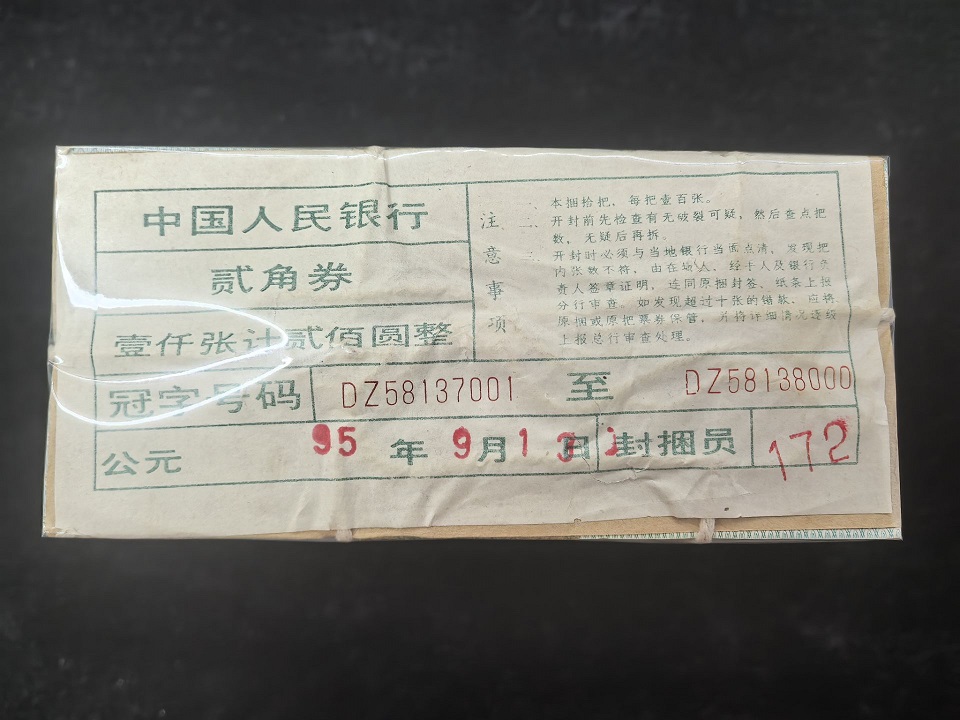 中国人民银行
贰角券
壹仟张计贰佰圆整
冠字号码 DZ58137001 至 DZ58138000
公元 95 年 9 月 1 日 封捆员 172
注意事项
一、本捆拾把，每把壹百张。
二、开封前先检查有无破裂可疑，然后查点把
数，无疑后再拆。
开封时必须与当地银行当面点清，发现把
内张数不符，由在场人、经手人及银行负
责人签章证明，连同原捆封签、纸条上报
分行审查。如发现超过十张的错款，应将
原捆或原把票券保管，并将详细情况逐级
上报总行审查处理。